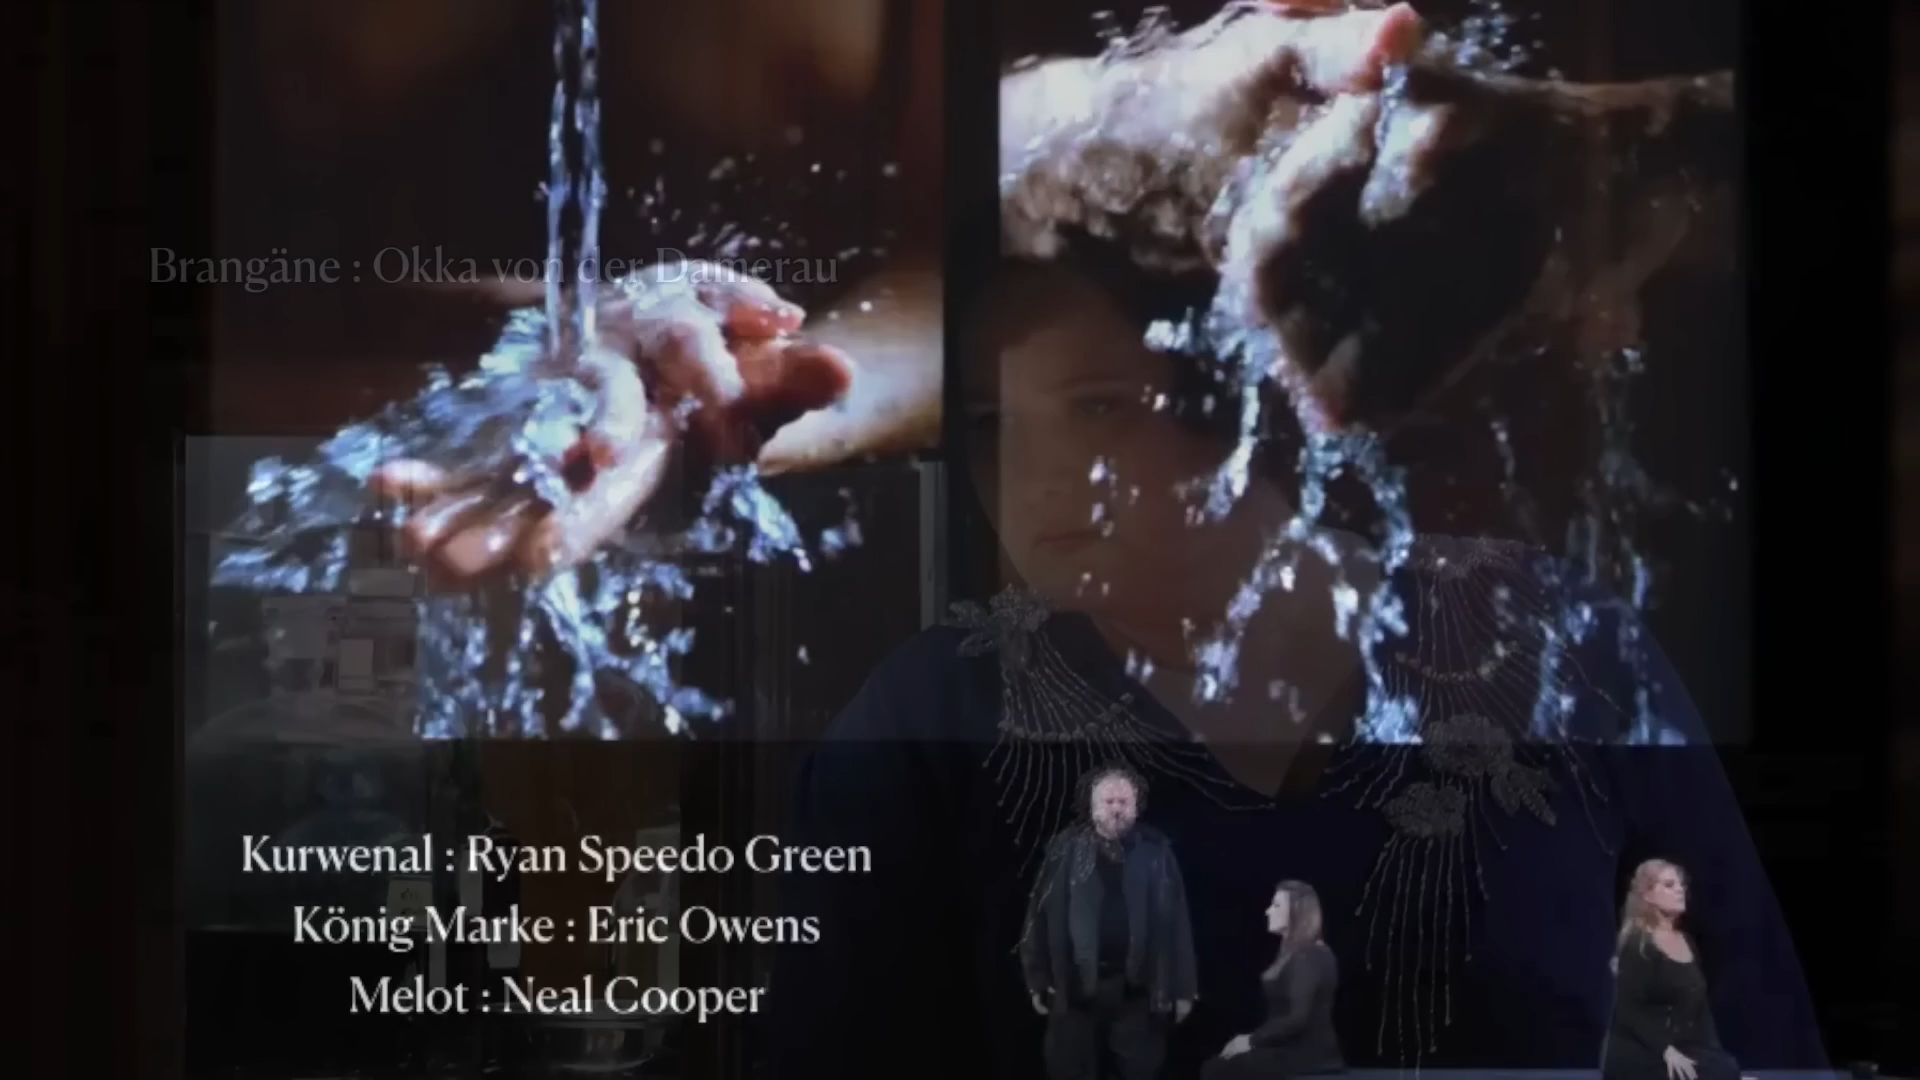 Brangäne : Okka von der Damerau
Kurwenal : Ryan Speedo Green
König Marke : Eric Owens
Melot : Neal Cooper